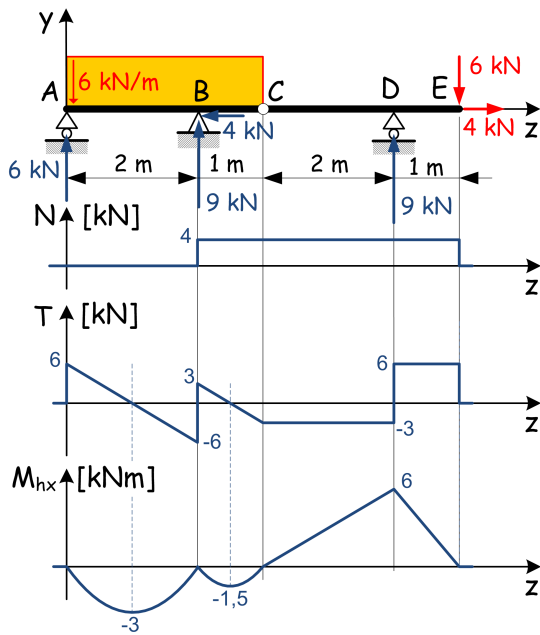 y
6 kN/m
6 kN
A B C D E
4 kN 4 kN z
6 kN 2 m 1 m 2 m 1 m
9 kN 9 kN
N [kN]
4
z
T [kN]
6 3 6
z
-6 -3
Mhx [kNm]
6
z
-3 -1,5